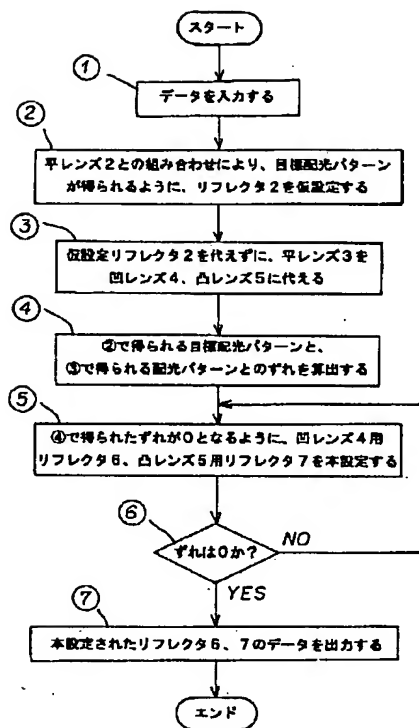 スタート
①
データを入力する
②
平レンズ2との組み合わせにより、目標配光パターン
が得られるように、リフレクタ2を仮設定する
③
仮設定リフレクタ2を代えずに、平レンズ3を
凹レンズ4、凸レンズ5に代える
④
②で得られる目標配光パターンと、
③で得られる配光パターンとのずれを算出する
⑤
④で得られたずれが0となるように、凹レンズ4用
リフレクタ6、凸レンズ5用リフレクタ7を本設定する
⑥
ずれは0か?
NO
YES
⑦
本設定されたリフレクタ6、7のデータを出力する
エンド